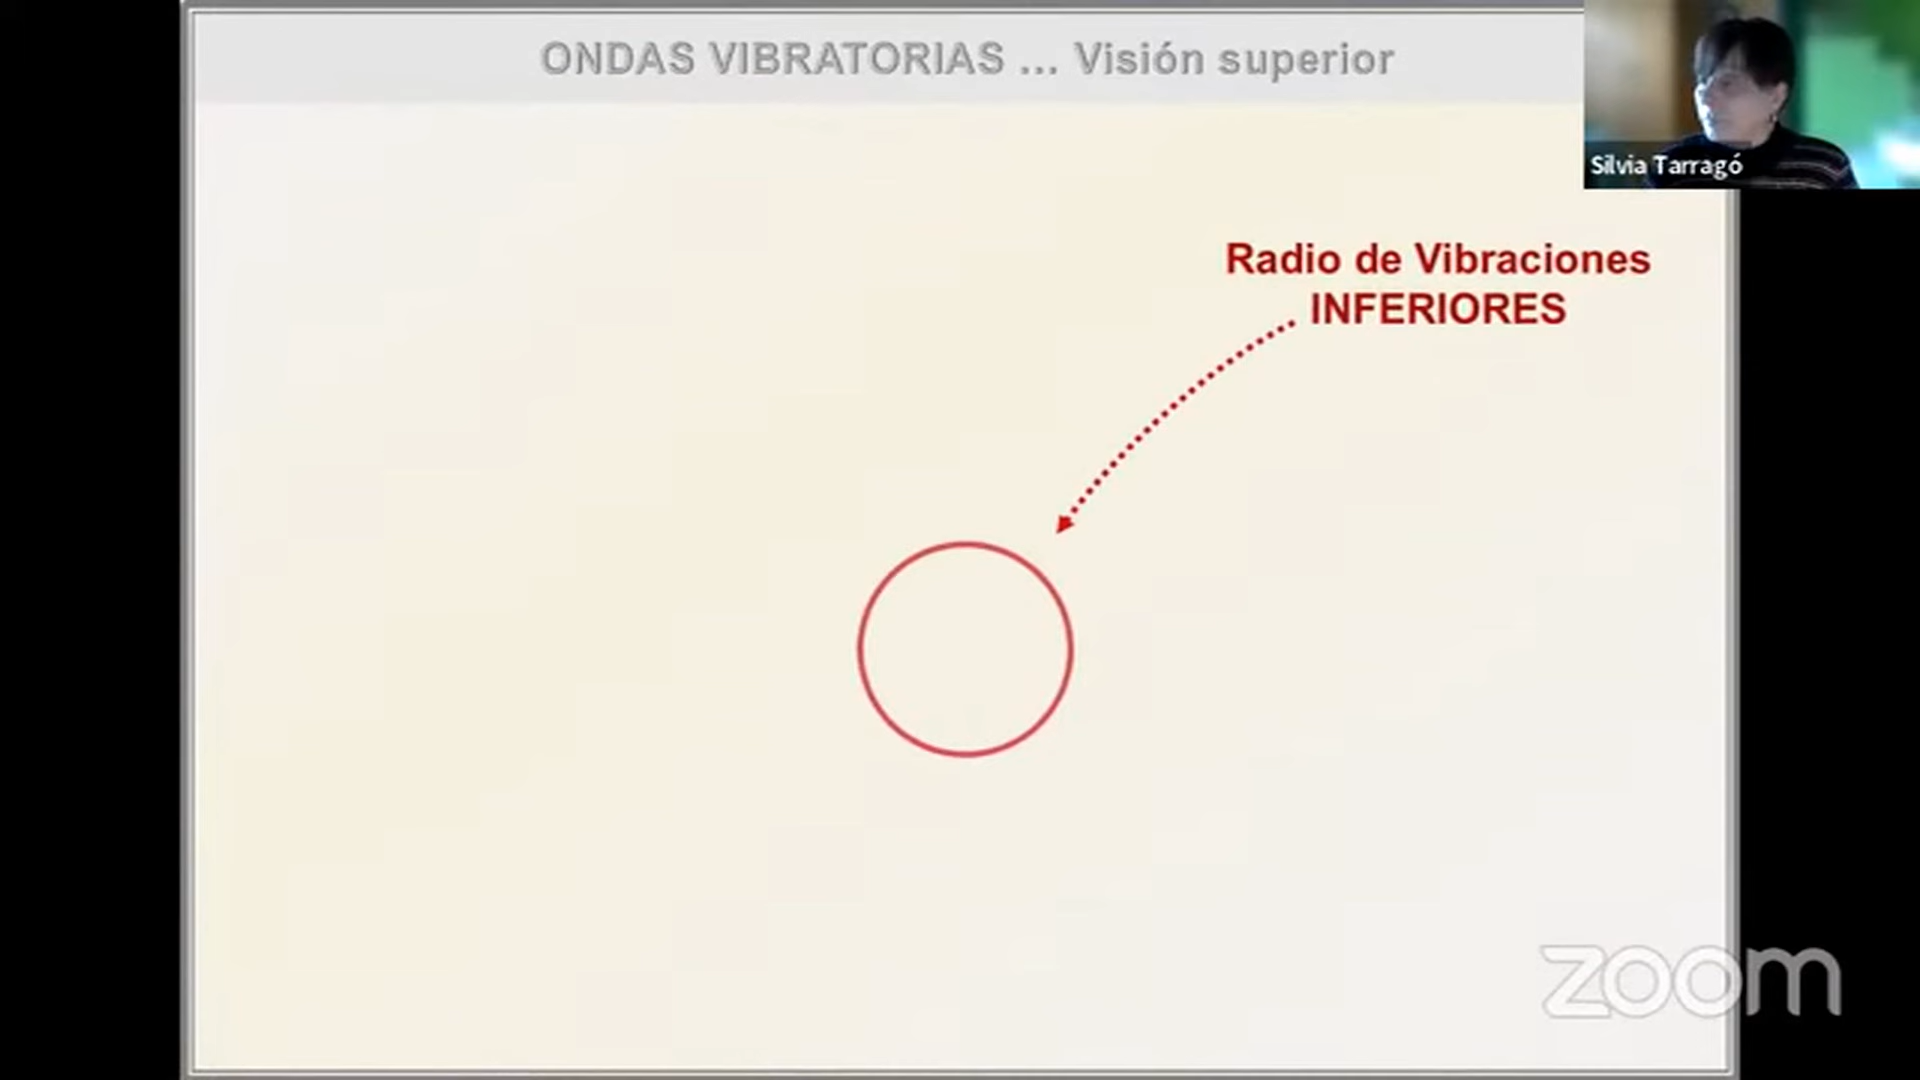 ONDAS VIBRATORIAS ... Visión superior
Silvia Tarragó
Radio de Vibraciones
INFERIORES
zoom